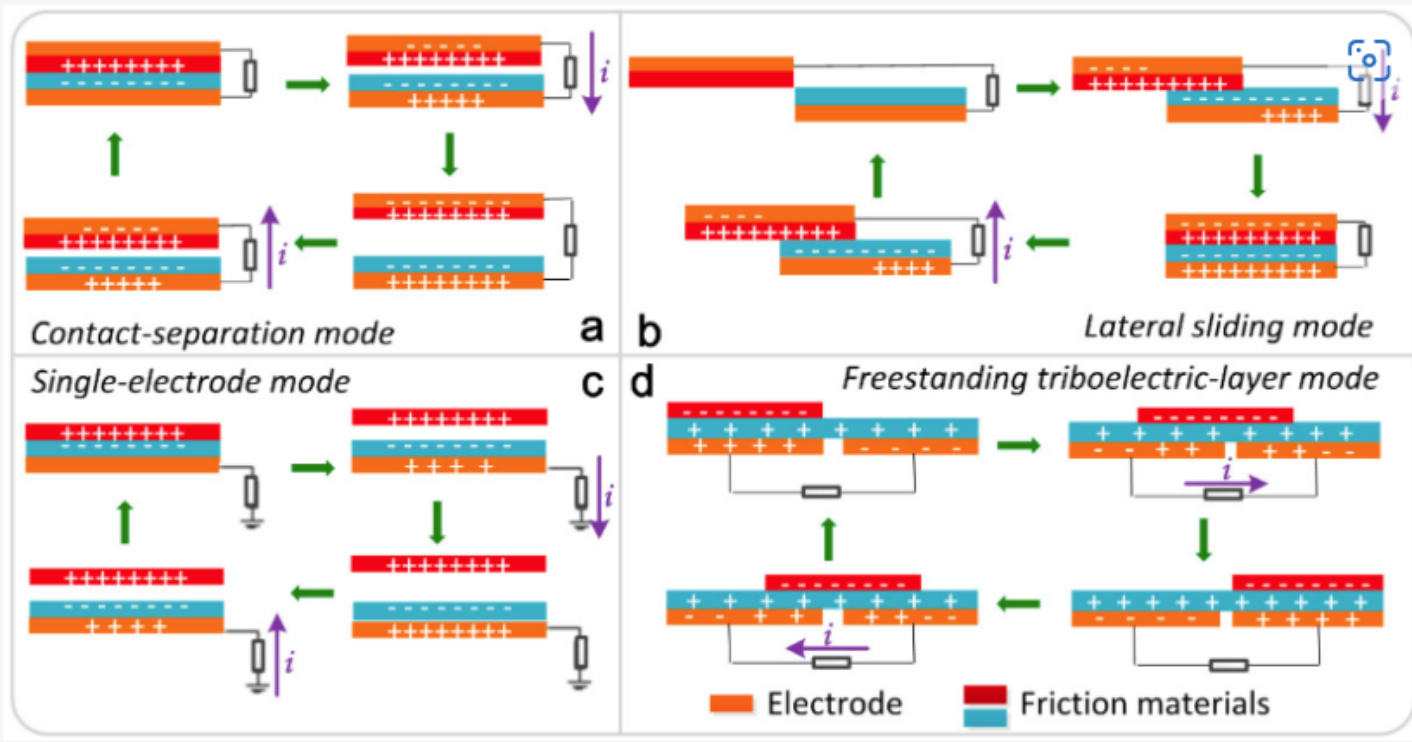 i
i
Contact-separation mode
a
i
i
b
Lateral sliding mode
Single-electrode mode
c
i
i
d
Freestanding triboelectric-layer mode
i
i
Electrode
Friction materials